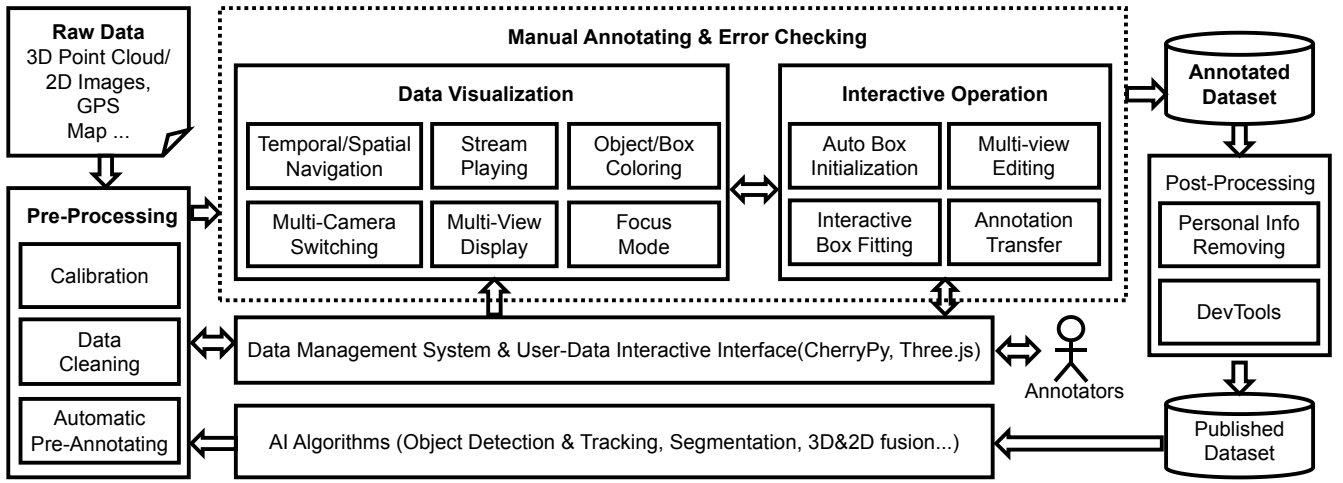 Raw Data
3D Point Cloud/
2D Images,
GPS
Map ...
Pre-Processing
Calibration
Data
Cleaning
Automatic
Pre-Annotating
Manual Annotating & Error Checking
Data Visualization
Temporal/Spatial
Navigation
Stream
Playing
Object/Box
Coloring
Multi-Camera
Switching
Multi-View
Display
Focus
Mode
Interactive Operation
Auto Box
Initialization
Multi-view
Editing
Interactive
Box Fitting
Annotation
Transfer
Data Management System & User-Data Interactive Interface(CherryPy, Three.js)
Annotators
AI Algorithms (Object Detection & Tracking, Segmentation, 3D&2D fusion...)
Annotated
Dataset
Post-Processing
Personal Info
Removing
DevTools
Published
Dataset